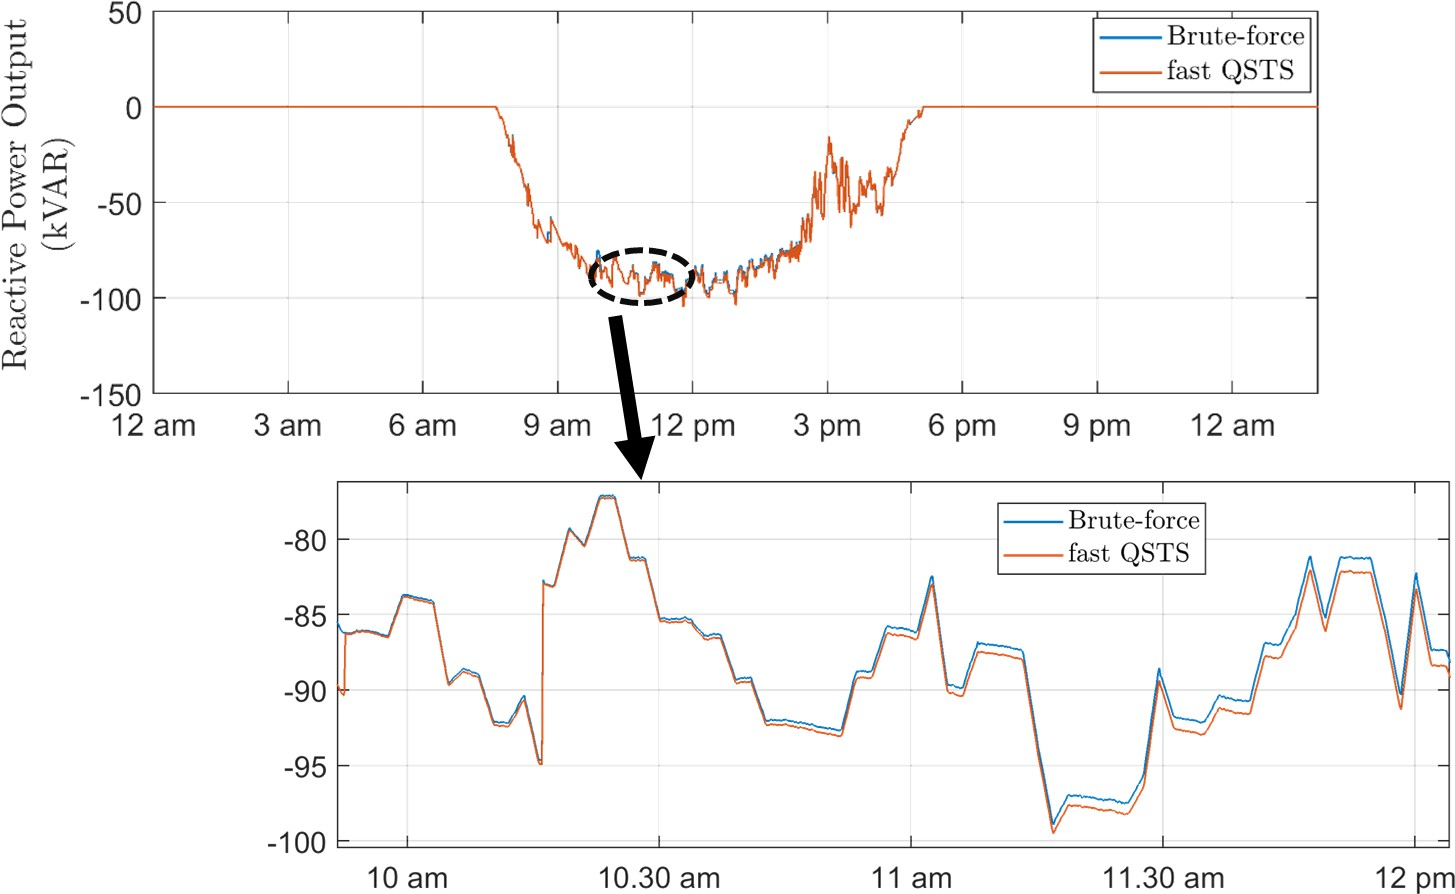 Reactive Power Output
(kVAR)
50
0
-50
-100
-150
Brute-force
fast QSTS
12 am 3 am 6 am 9 am 12 pm 3 pm 6 pm 9 pm 12 am
-80
-85
-90
-95
-100
Brute-force
fast QSTS
10 am 10.30 am 11 am 11.30 am 12 pm